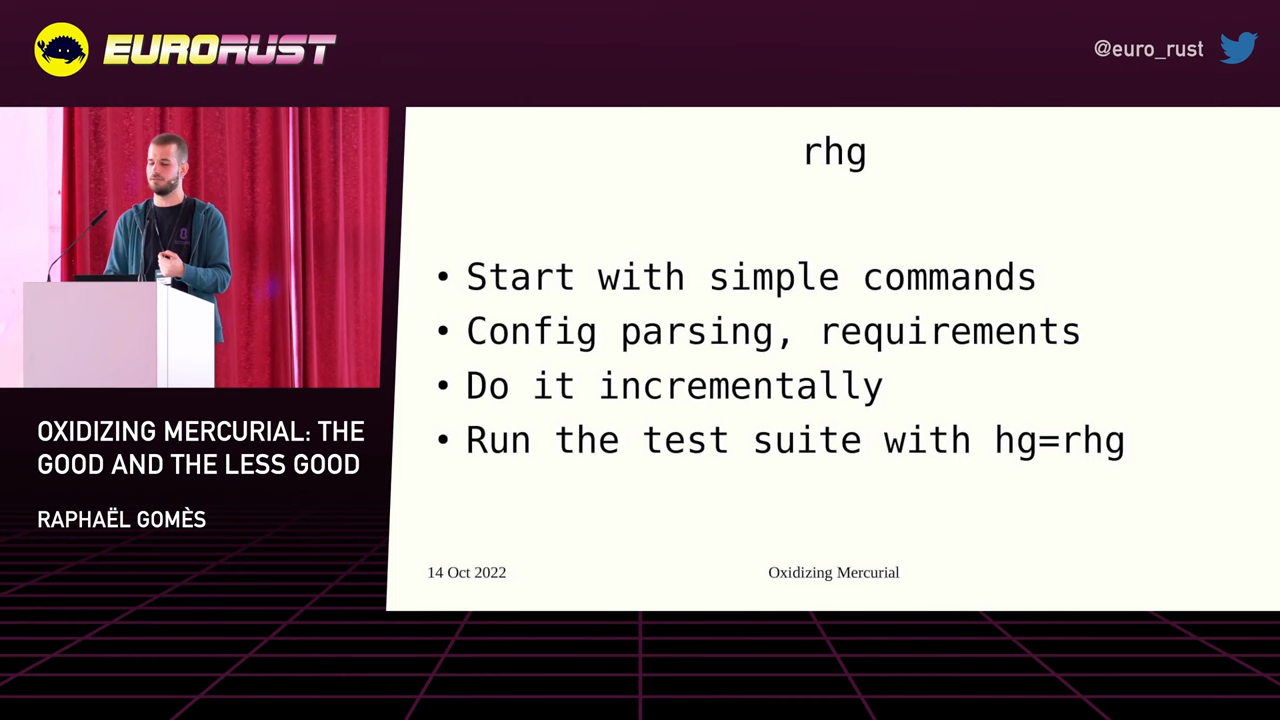 EURORUST
@euro_rust
rhg
• Start with simple commands
• Config parsing, requirements
• Do it incrementally
• Run the test suite with hg=rhg
14 Oct 2022
Oxidizing Mercurial
OXIDIZING MERCURIAL: THE
GOOD AND THE LESS GOOD
RAPHAËL GOMÈS